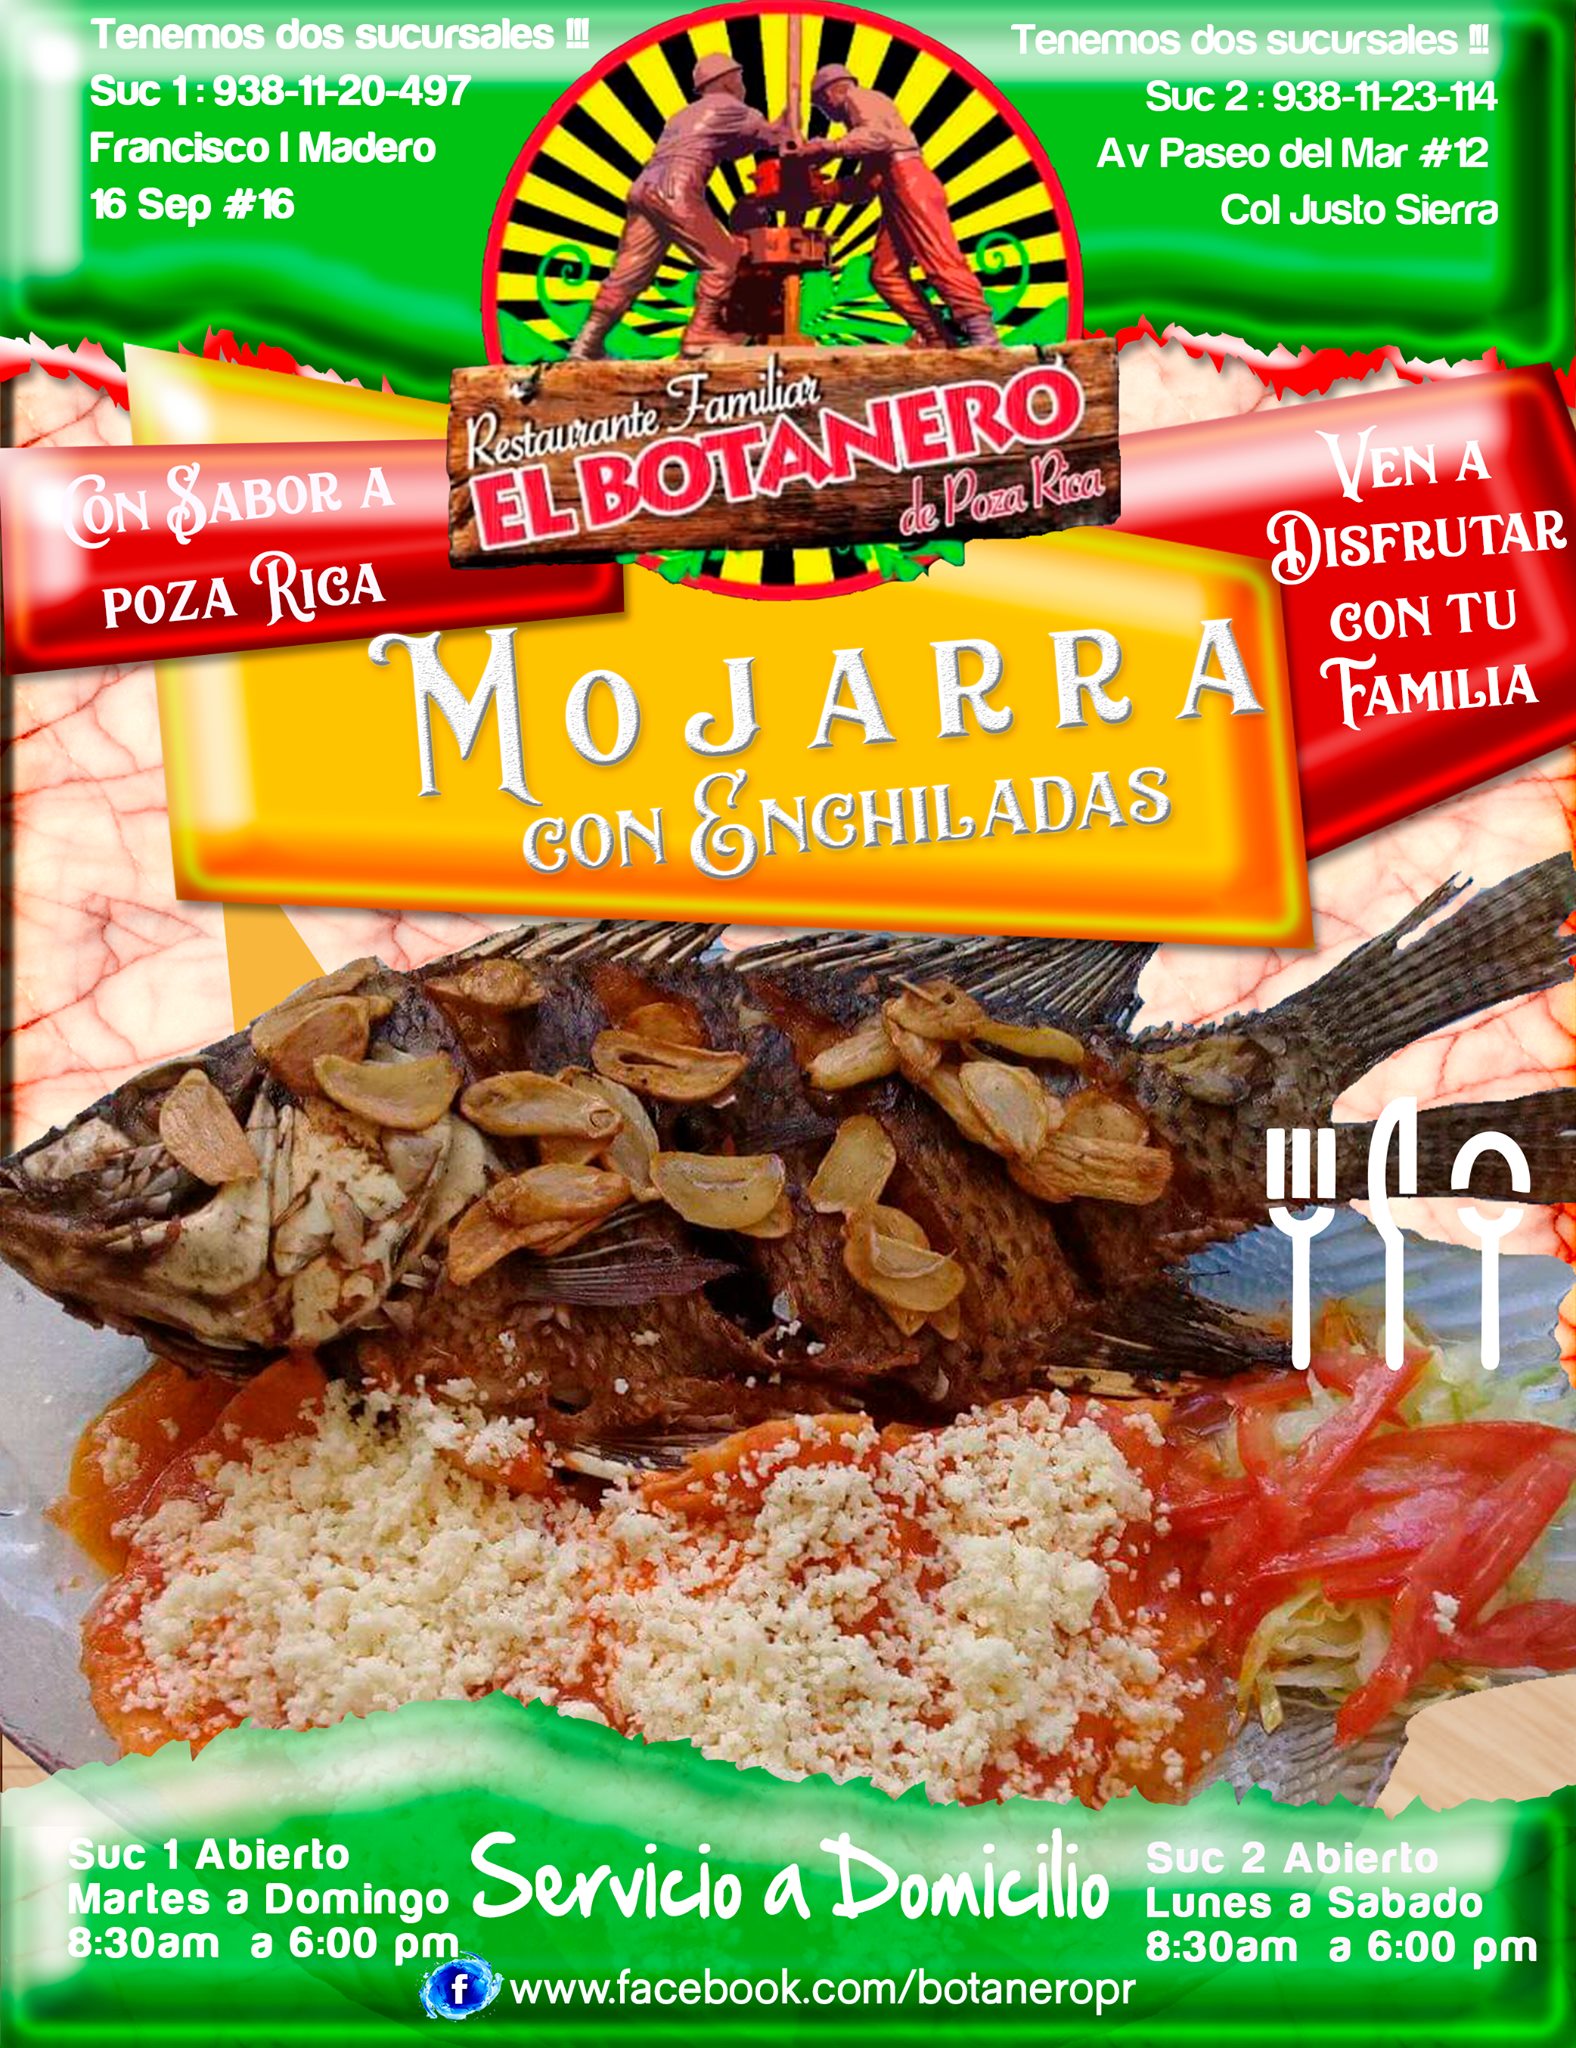 Tenemos dos sucursales !!!
Suc 1 : 938-11-20-497
Francisco I Madero
16 Sep #16
Tenemos dos sucursales !!!
Suc 2 : 938-11-23-114
Av Paseo del Mar #12
Col Justo Sierra
Restaurante Familiar
EL BOTANERO
de Poza Rica
Con Sabor a
poza Rica
Ven a
Disfrutar
con tu
Familia
Mojarra
con Enchiladas
Suc 1 Abierto
Martes a Domingo
8:30am a 6:00 pm
Servicio a Domicilio
Suc 2 Abierto
Lunes a Sabado
8:30am a 6:00 pm
f www.facebook.com/botaneropr